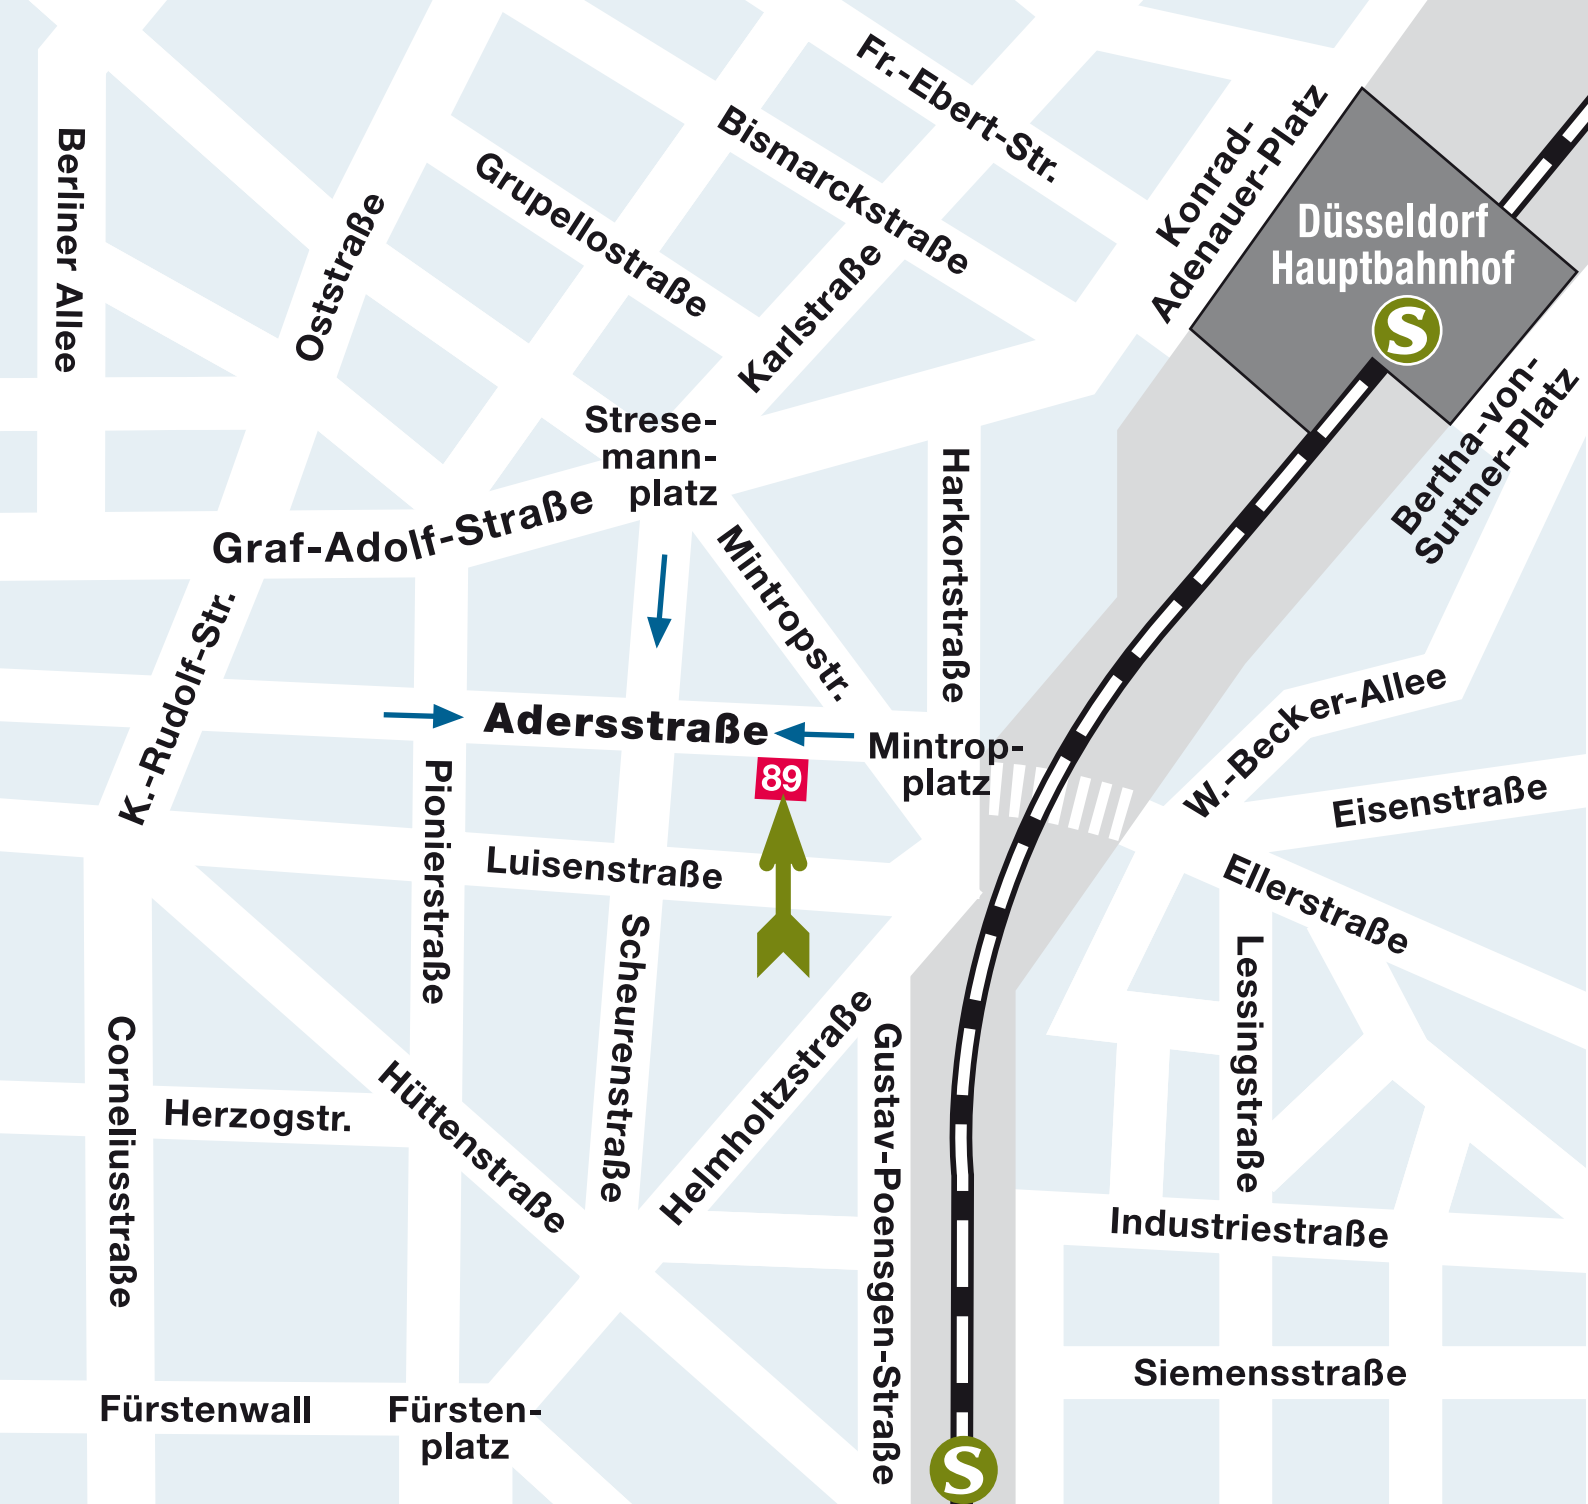 Fr.-Ebert-Str.
Bismarckstraße
Konrad-
Adenauer-Platz
Berliner Allee
Grupellostraße
Oststraße
Karlstraße
Düsseldorf
Hauptbahnhof
S
Bertha-von-
Suttner-Platz
Strese-
mann-
platz
Graf-Adolf-Straße
Harkortstraße
Mintropstr.
K.-Rudolf-Str.
Adersstraße
Mintrop-
platz
89
W.-Becker-Allee
Eisenstraße
Pionierstraße
Luisenstraße
Ellerstraße
Scheurenstraße
Lessingstraße
Corneliusstraße
Herzogstr.
Hüttenstraße
Helmholtzstraße
Gustav-Poensgen-Straße
Industriestraße
Siemensstraße
Fürstenwall
Fürsten-
platz
S